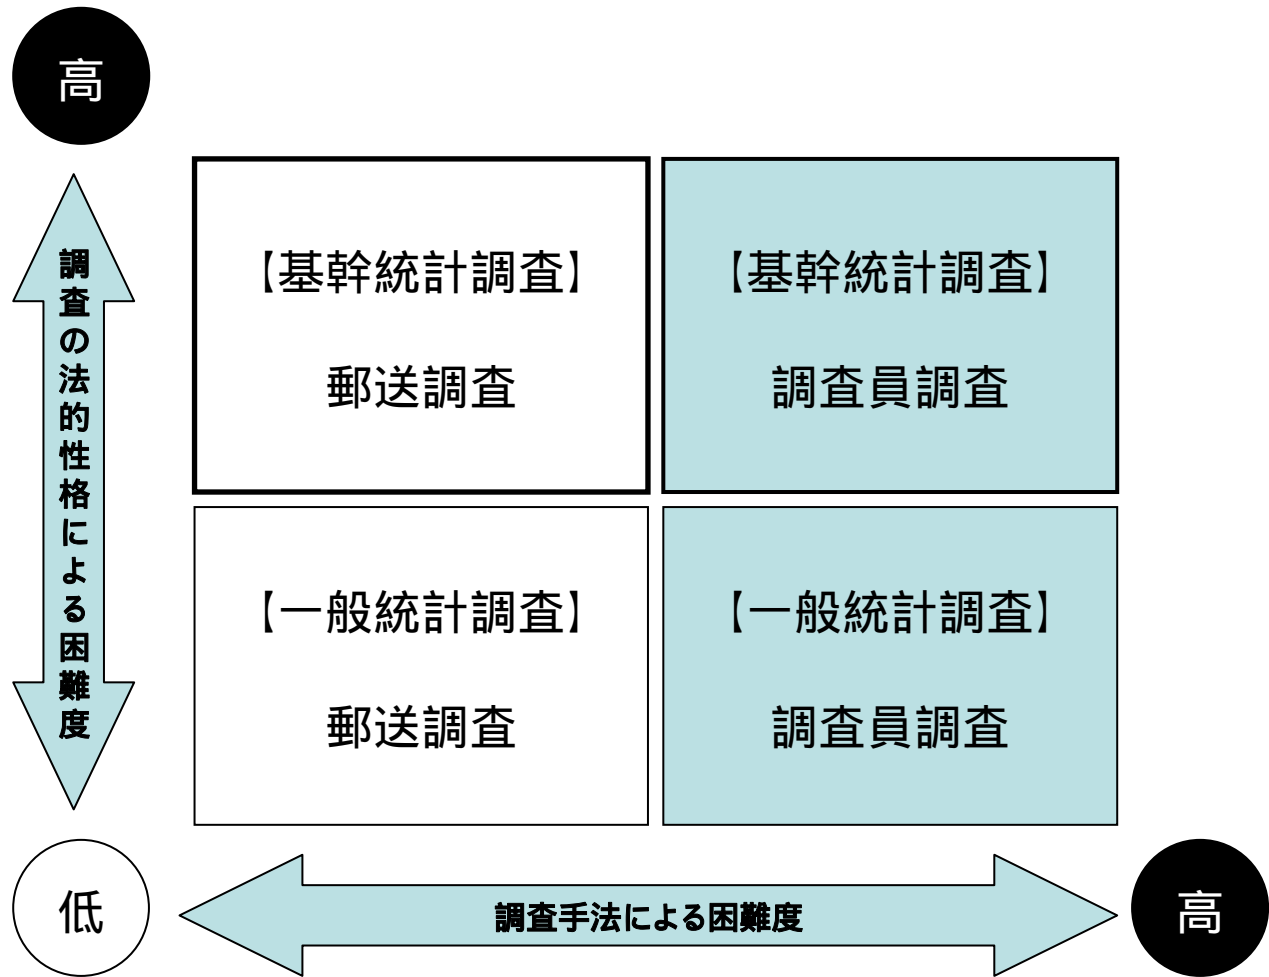 高
調査の法的性格による困難度
【基幹統計調査】
郵送調査
【基幹統計調査】
調査員調査
【一般統計調査】
郵送調査
【一般統計調査】
調査員調査
低
調査手法による困難度
高